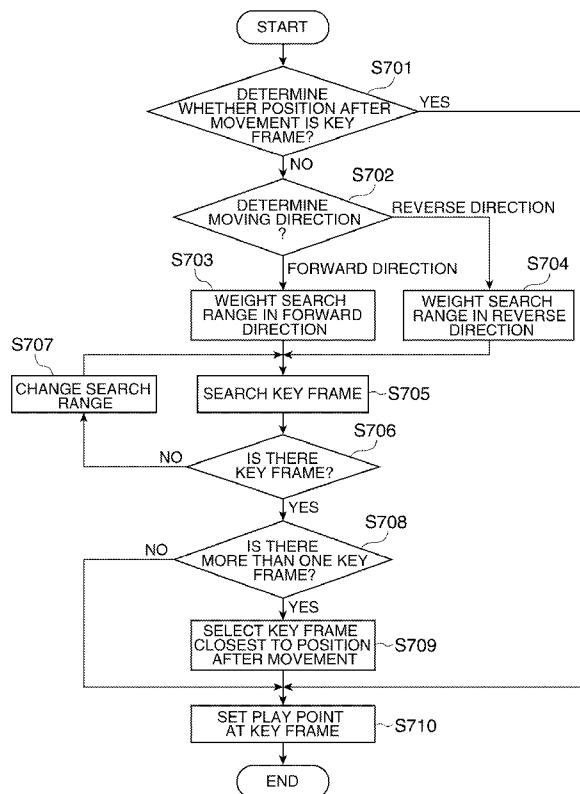 START
S701
DETERMINE
WHETHER POSITION AFTER
MOVEMENT IS KEY
FRAME?
YES
NO
S702
DETERMINE
MOVING DIRECTION
?
REVERSE DIRECTION
S703
FORWARD DIRECTION
S704
WEIGHT SEARCH
RANGE IN FORWARD
DIRECTION
WEIGHT SEARCH
RANGE IN REVERSE
DIRECTION
S707
CHANGE SEARCH
RANGE
SEARCH KEY FRAME
S705
S706
IS THERE
KEY FRAME?
NO
YES
S708
IS THERE
MORE THAN ONE KEY
FRAME?
NO
YES
SELECT KEY FRAME
CLOSEST TO POSITION
AFTER MOVEMENT
S709
SET PLAY POINT
AT KEY FRAME
S710
END